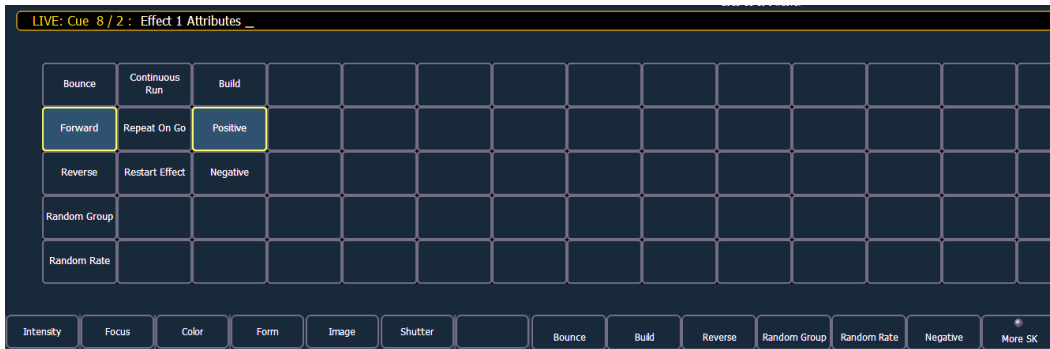 LIVE: Cue 8 / 2 : Effect 1 Attributes _
Bounce
Continuous Run
Build
Forward
Repeat On Go
Positive
Reverse
Restart Effect
Negative
Random Group
Random Rate
Intensity
Focus
Color
Form
Image
Shutter
Bounce
Build
Reverse
Random Group
Random Rate
Negative
More SK